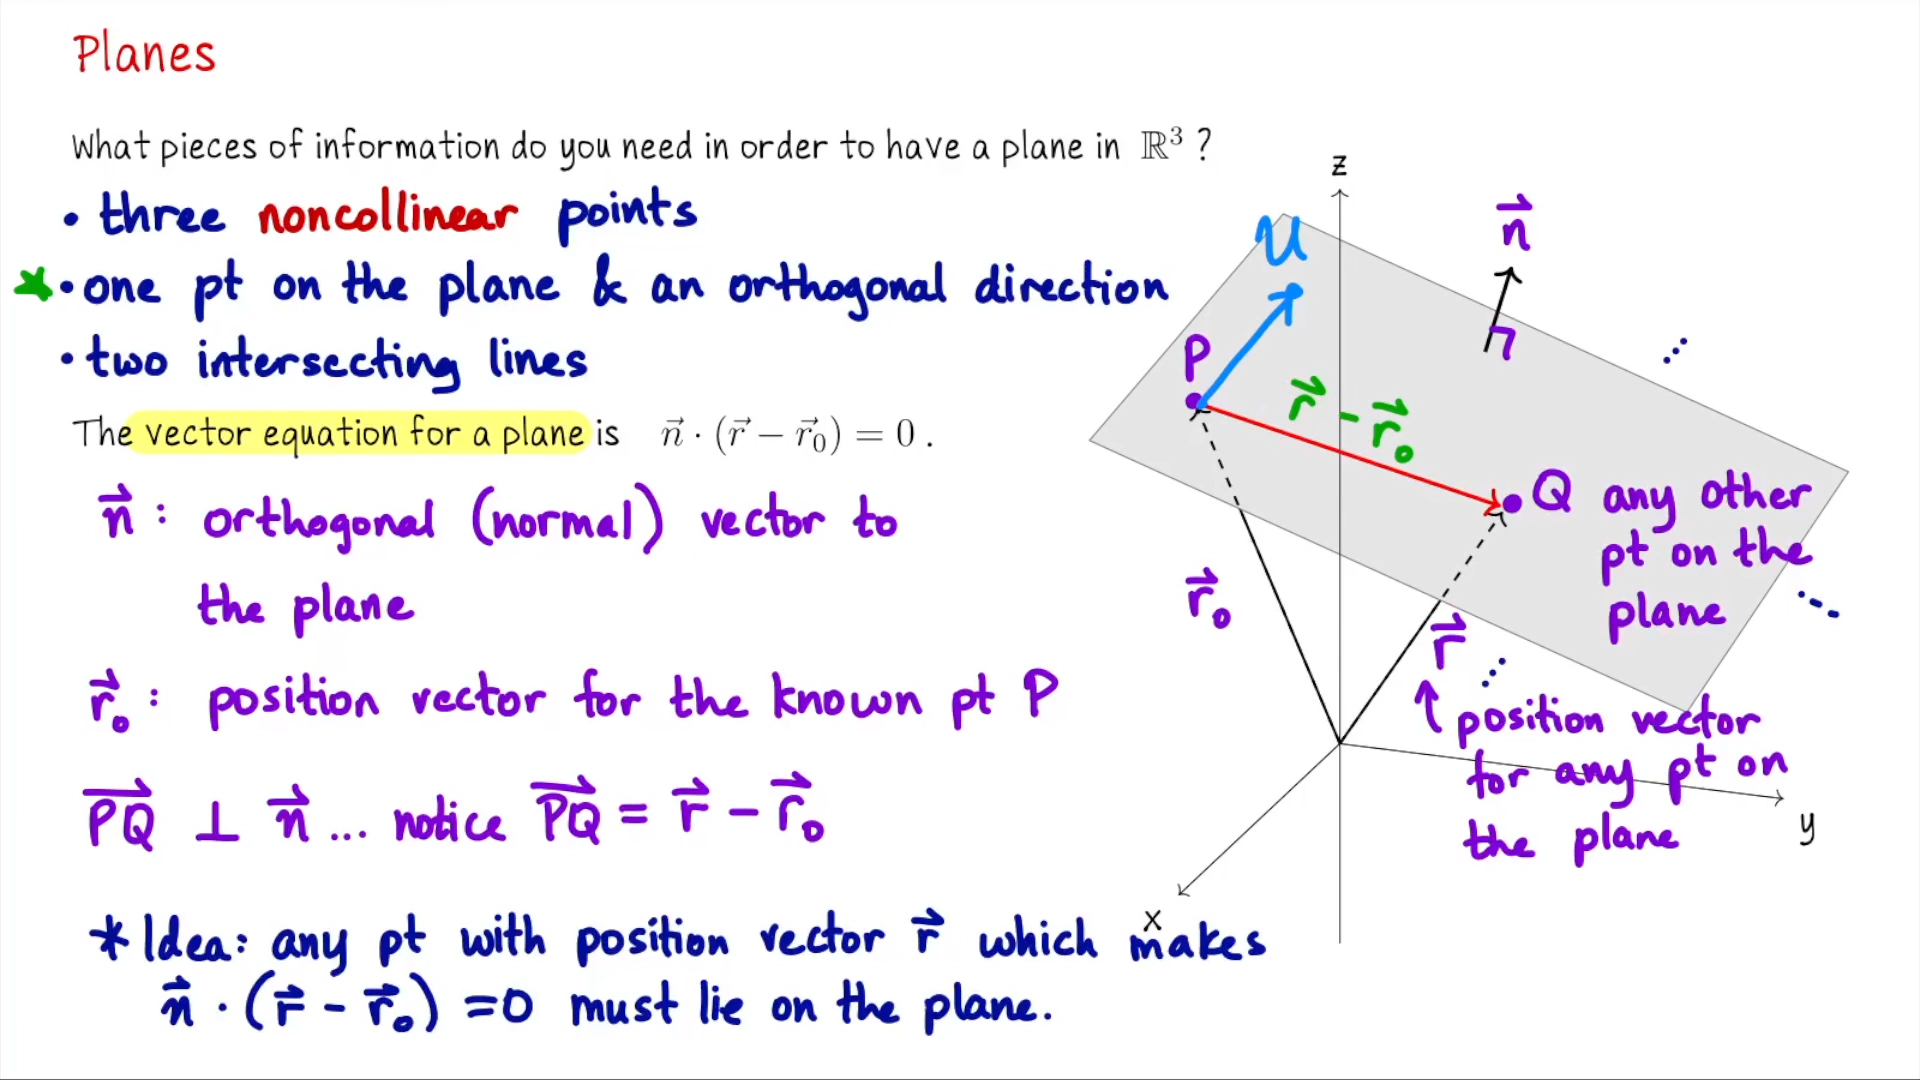 Planes
What pieces of information do you need in order to have a plane in ℝ³ ?
• three noncollinear points
★ • one pt on the plane & an orthogonal direction
• two intersecting lines
The vector equation for a plane is n⃗ · (r⃗ − r⃗₀) = 0 .
n⃗ : orthogonal (normal) vector to
the plane
r⃗₀ : position vector for the known pt P
P͞Q⃗ ⊥ n⃗ ... notice P͞Q⃗ = r⃗ − r⃗₀
* Idea: any pt with position vector r⃗ which makes
n⃗ · (r⃗ − r⃗₀) = 0 must lie on the plane.
z
n⃗
U
P
r⃗ − r⃗₀
Q any other
pt on the
plane
r⃗₀
r⃗
position vector
for any pt on
the plane
y
x